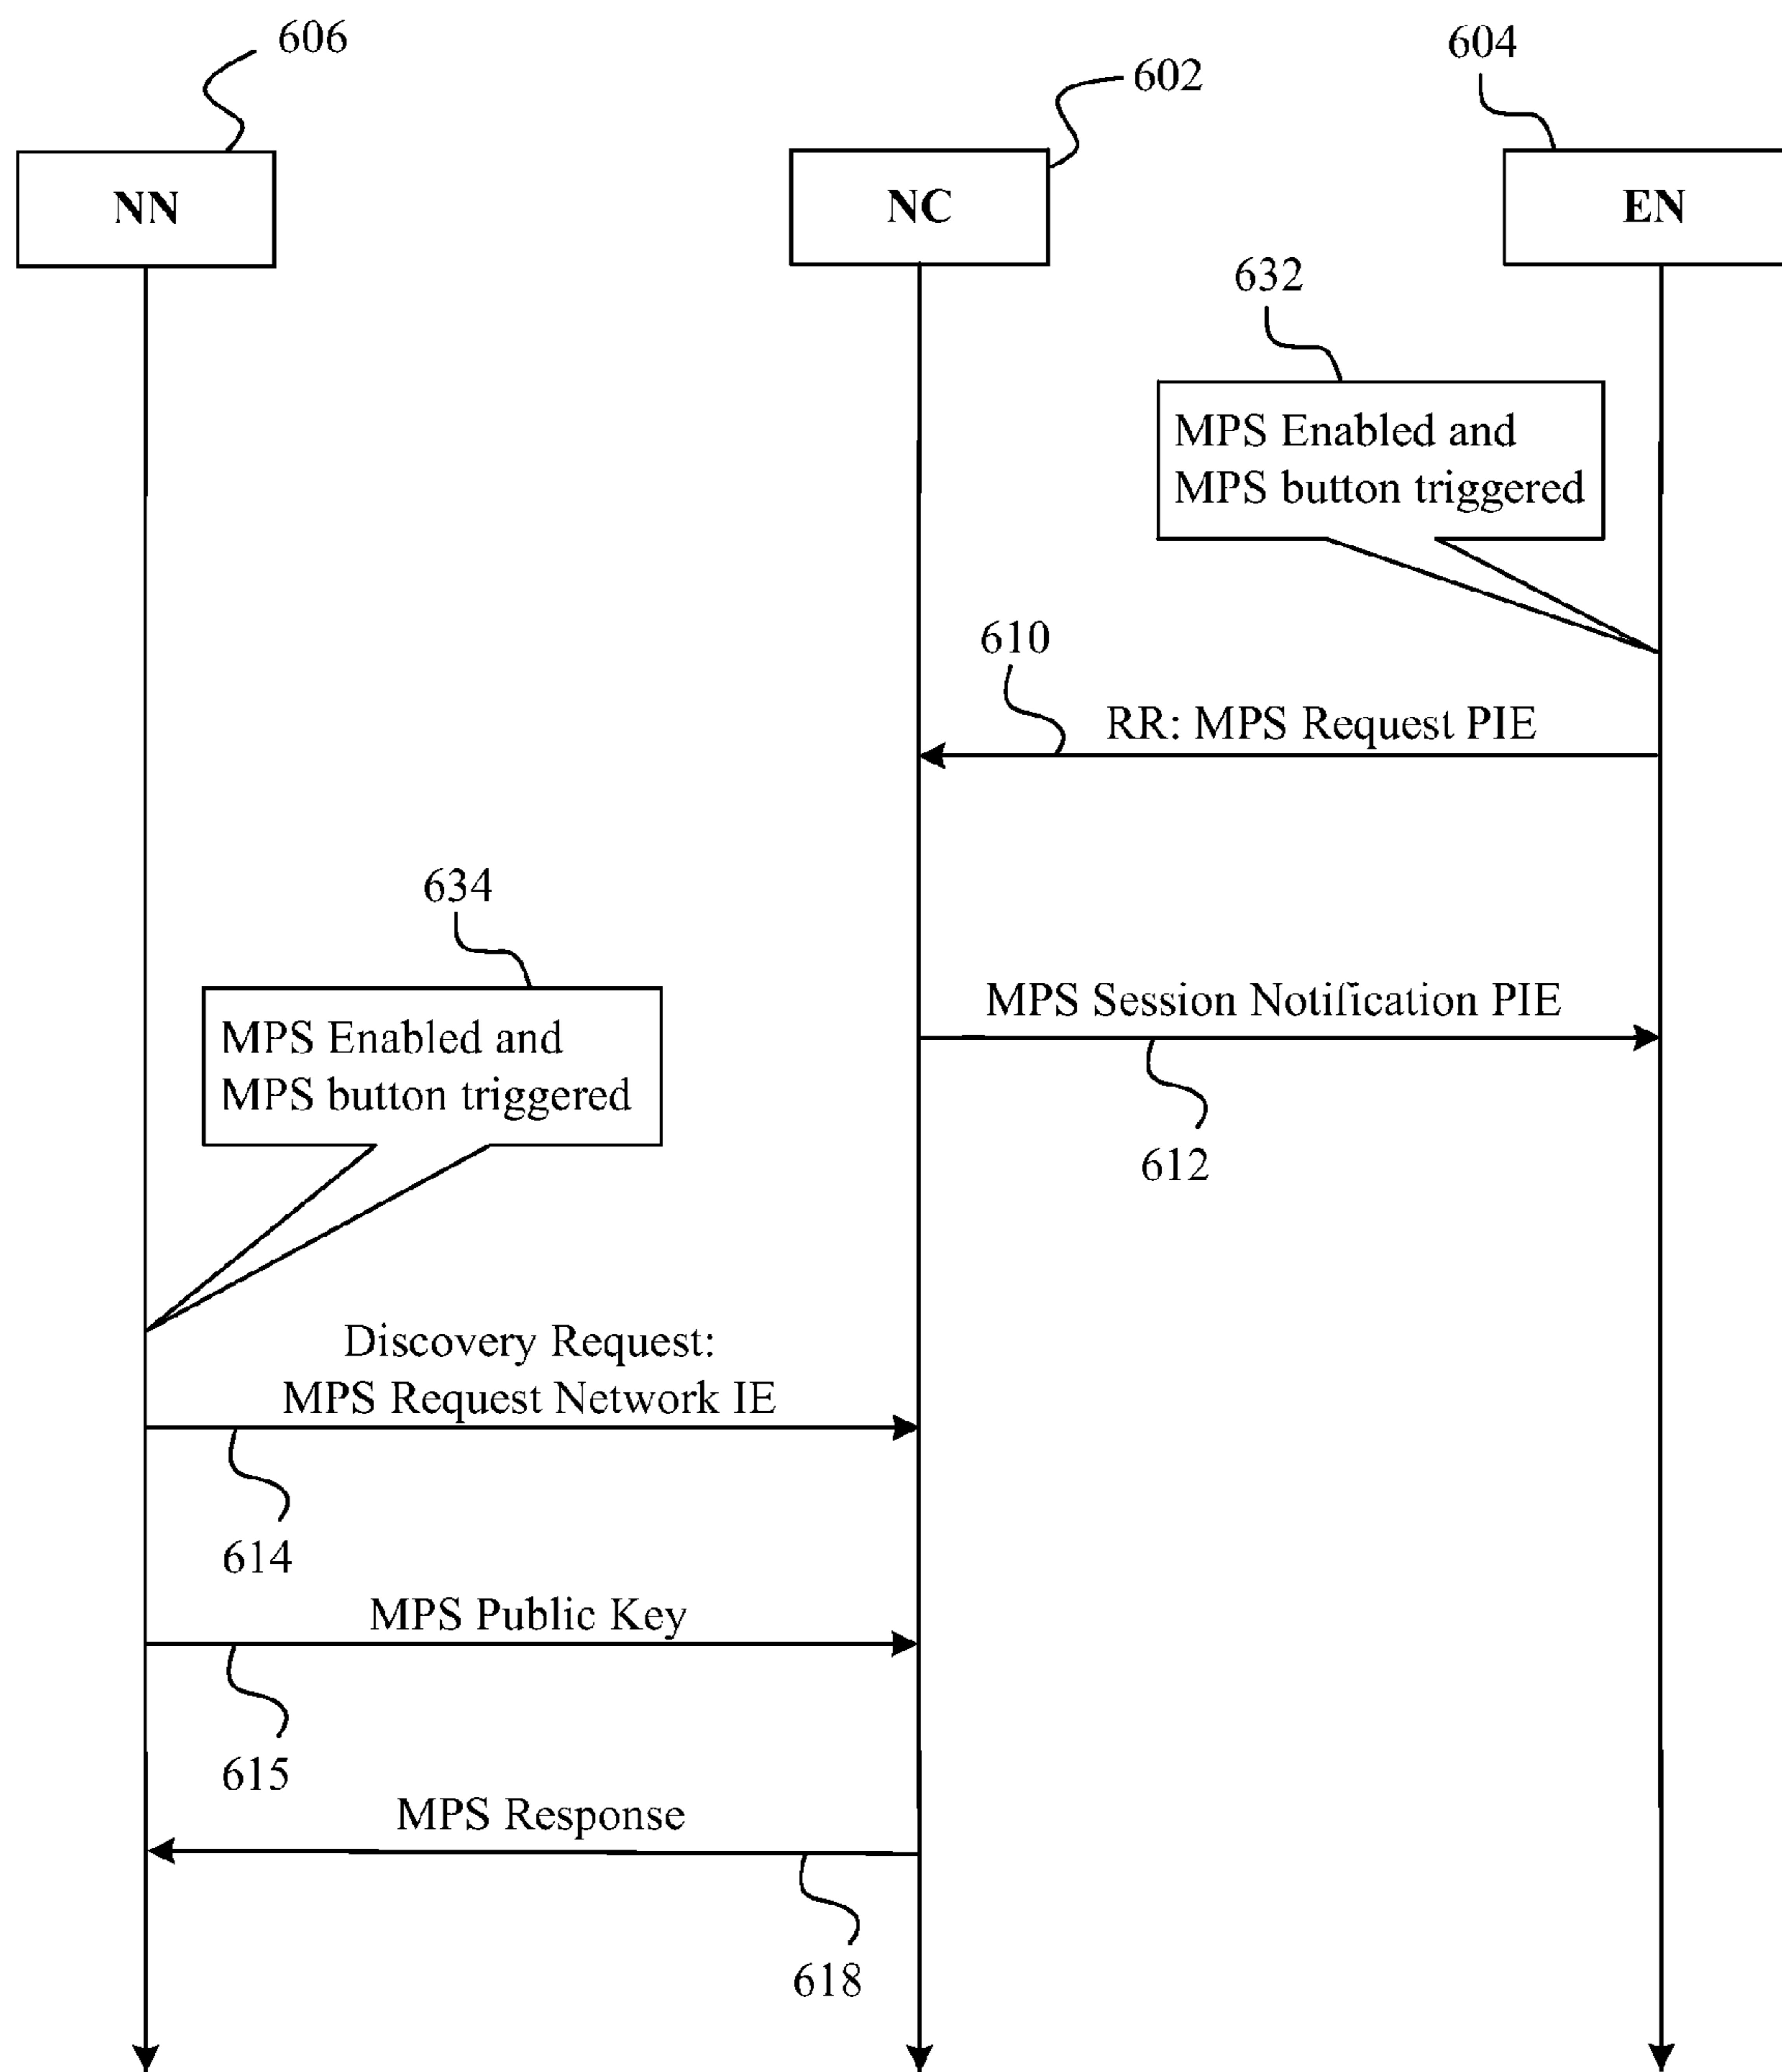 606
602
604
NN
NC
EN
632
MPS Enabled and
MPS button triggered
610
RR: MPS Request PIE
634
MPS Session Notification PIE
MPS Enabled and
MPS button triggered
612
Discovery Request:
MPS Request Network IE
614
MPS Public Key
615
MPS Response
618